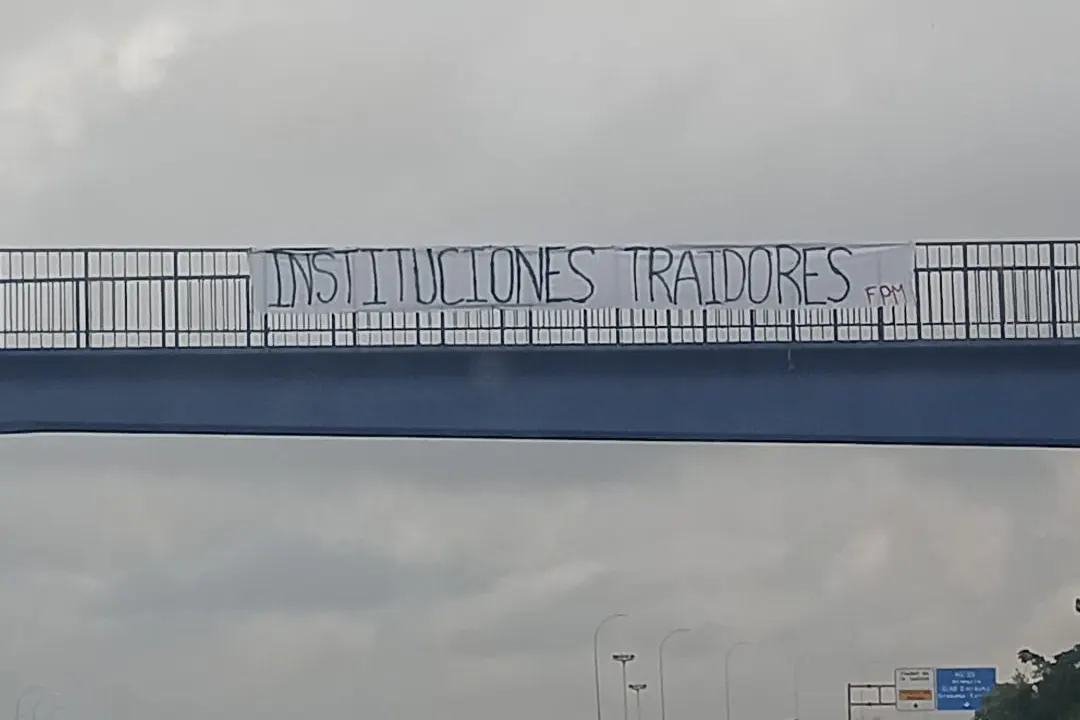 INSTITUCIONES TRAIDORES
FPM